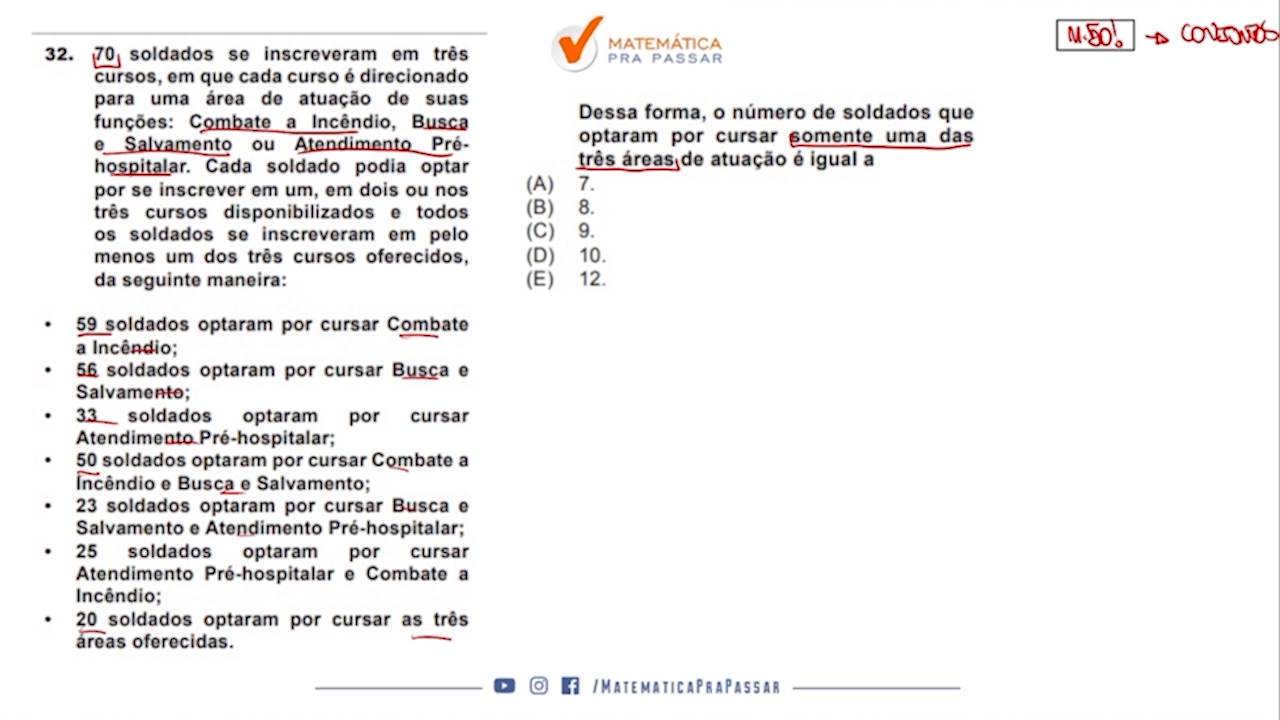 32. 70 soldados se inscreveram em três
cursos, em que cada curso é direcionado
para uma área de atuação de suas
funções: Combate a Incêndio, Busca
e Salvamento ou Atendimento Pré-
hospitalar. Cada soldado podia optar
por se inscrever em um, em dois ou nos
três cursos disponibilizados e todos
os soldados se inscreveram em pelo
menos um dos três cursos oferecidos,
da seguinte maneira:
• 59 soldados optaram por cursar Combate
a Incêndio;
• 56 soldados optaram por cursar Busca e
Salvamento;
• 33 soldados optaram por cursar
Atendimento Pré-hospitalar;
• 50 soldados optaram por cursar Combate a
Incêndio e Busca e Salvamento;
• 23 soldados optaram por cursar Busca e
Salvamento e Atendimento Pré-hospitalar;
• 25 soldados optaram por cursar
Atendimento Pré-hospitalar e Combate a
Incêndio;
• 20 soldados optaram por cursar as três
áreas oferecidas.
MATEMÁTICA
PRA PASSAR
Dessa forma, o número de soldados que
optaram por cursar somente uma das
três áreas de atuação é igual a
(A) 7.
(B) 8.
(C) 9.
(D) 10.
(E) 12.
→ CONJUNTOS
/MATEMATICAPRAPASSAR